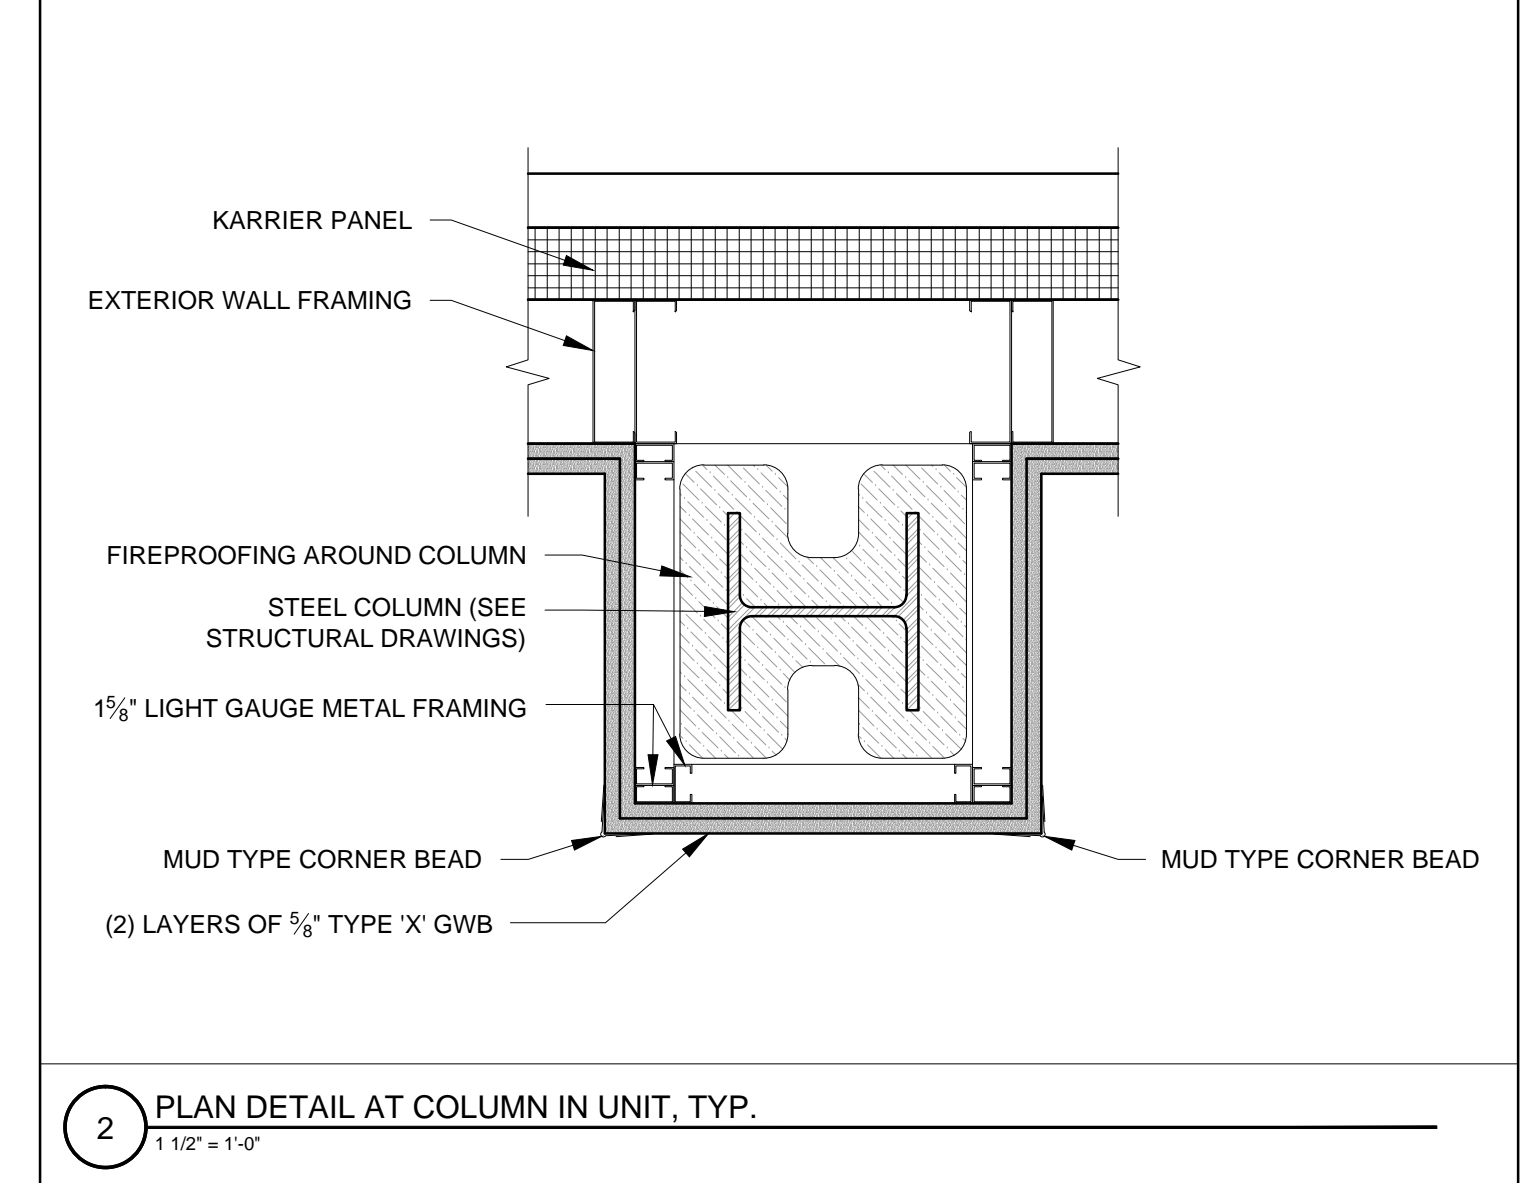 KARRIER PANEL
EXTERIOR WALL FRAMING
FIREPROOFING AROUND COLUMN
STEEL COLUMN (SEE
STRUCTURAL DRAWINGS)
1⅝" LIGHT GAUGE METAL FRAMING
MUD TYPE CORNER BEAD
MUD TYPE CORNER BEAD
(2) LAYERS OF ⅝" TYPE 'X' GWB
2
PLAN DETAIL AT COLUMN IN UNIT, TYP.
1 1/2" = 1'-0"